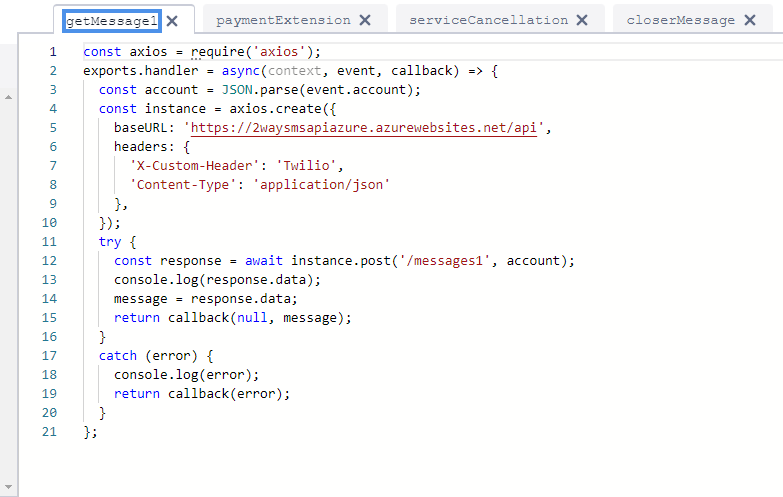 getMessage1 × paymentExtension × serviceCancellation × closerMessage ×
1 const axios = require('axios');
2 exports.handler = async(context, event, callback) => {
3   const account = JSON.parse(event.account);
4   const instance = axios.create({
5     baseURL: 'https://2waysmsapiazure.azurewebsites.net/api',
6     headers: {
7       'X-Custom-Header': 'Twilio',
8       'Content-Type': 'application/json'
9     },
10   });
11   try {
12     const response = await instance.post('/messages1', account);
13     console.log(response.data);
14     message = response.data;
15     return callback(null, message);
16   }
17   catch (error) {
18     console.log(error);
19     return callback(error);
20   }
21 };